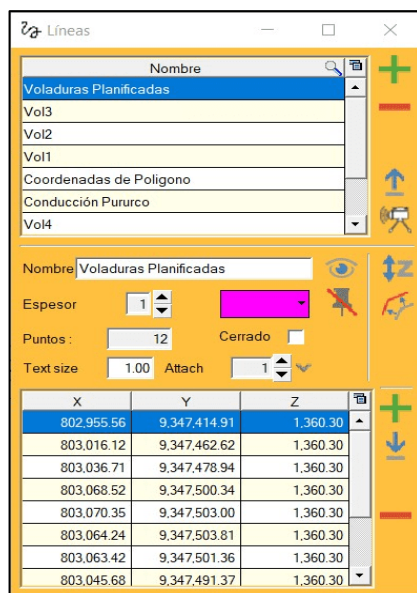 Líneas
Nombre
Voladuras Planificadas
Vol3
Vol2
Vol1
Coordenadas de Poligono
Conducción Pururco
Vol4
Nombre Voladuras Planificadas
Espesor 1
Puntos : 12 Cerrado
Text size 1.00 Attach 1
X Y Z
802,955.56 9,347,414.91 1,360.30
803,016.12 9,347,462.62 1,360.30
803,036.71 9,347,478.94 1,360.30
803,068.52 9,347,500.34 1,360.30
803,070.35 9,347,503.00 1,360.30
803,064.24 9,347,503.81 1,360.30
803,063.42 9,347,501.36 1,360.30
803,045.68 9,347,491.37 1,360.30